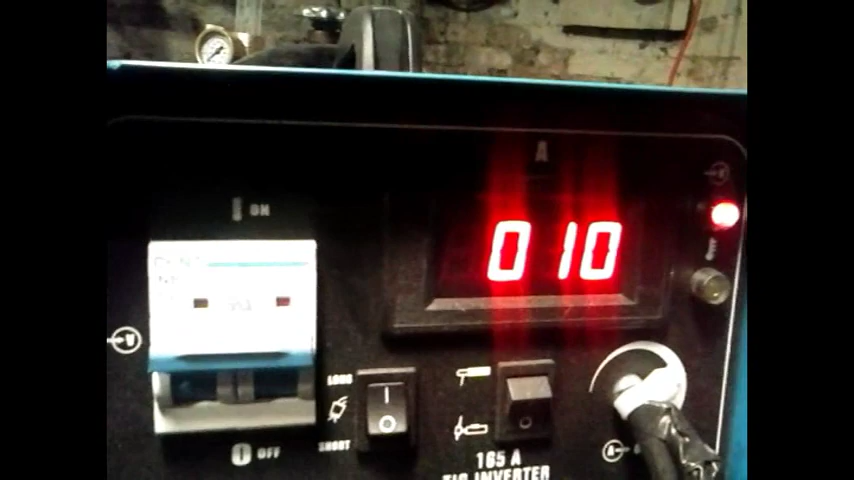 A
ON
010
V
LONG
SHORT
OFF
A
165 A
TIG INVERTER